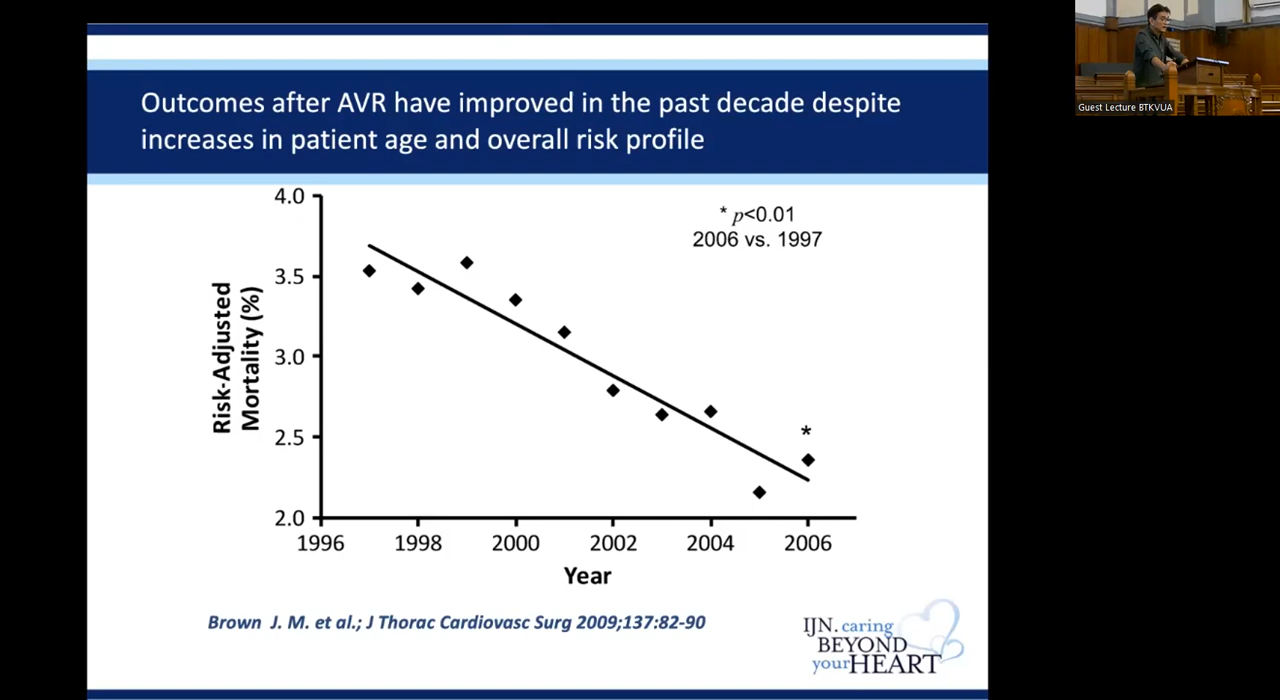 Outcomes after AVR have improved in the past decade despite
increases in patient age and overall risk profile
4.0
3.5
3.0
2.5
2.0
Risk-Adjusted
Mortality (%)
* p<0.01
2006 vs. 1997
*
1996 1998 2000 2002 2004 2006
Year
Brown J. M. et al.; J Thorac Cardiovasc Surg 2009;137:82-90
IJN. caring
BEYOND
your HEART
Guest Lecture BTKVUA